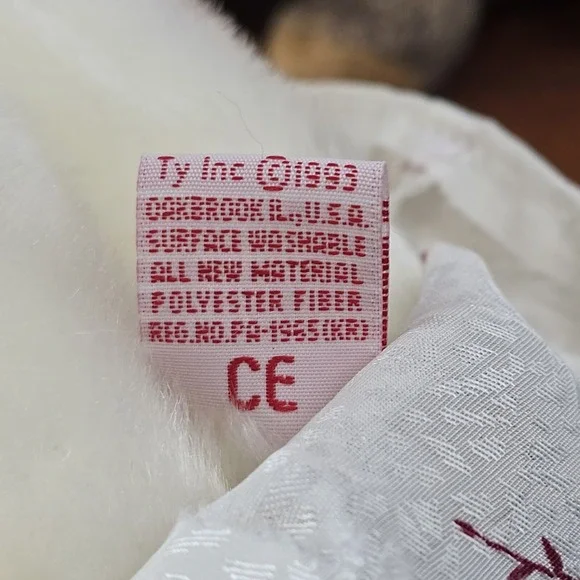 Ty Inc ©1993
OAKBROOK IL., U.S.A.
SURFACE WASHABLE
ALL NEW MATERIAL
POLYESTER FIBER
REG.NO.PA-1965(KR)
CE